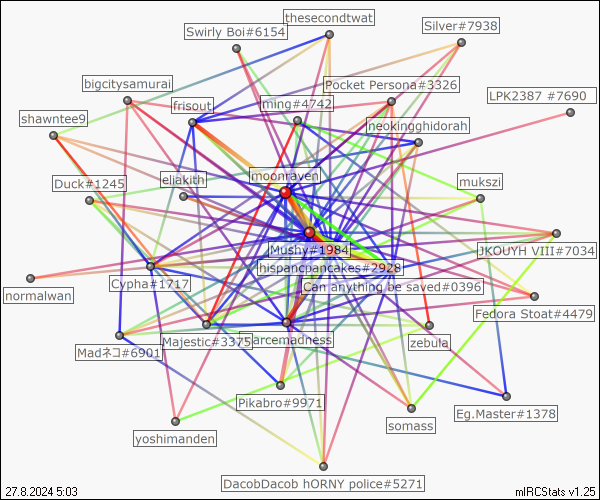 thesecondtwat
Swirly Boi#6154
Silver#7938
bigcitysamurai
Pocket Persona#3326
LPK2387 #7690
frisout
ming#4742
shawntee9
neokingghidorah
moonraven
eliakith
Duck#1245
mukszi
Mushy#1984
JKOUYH VIII#7034
hispancpancakes#2928
Cypha#1717
Can anything be saved#0396
normalwan
Fedora Stoat#4479
Majestic#3375
arcemadness
zebula
Madネコ#6901
Pikabro#9971
Eg.Master#1378
somass
yoshimanden
DacobDacob hORNY police#5271
27.8.2024 5:03
mIRCStats v1.25